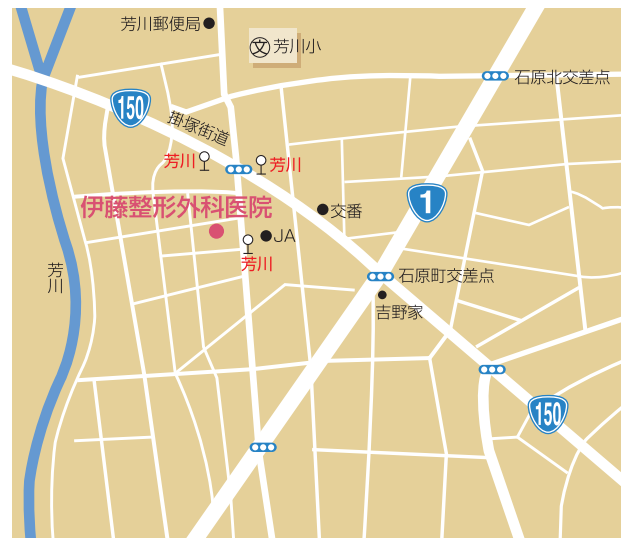 芳川郵便局
文
芳川小
石原北交差点
150
掛塚街道
芳川
芳川
1
伊藤整形外科医院
交番
JA
芳川
芳川
石原町交差点
吉野家
150